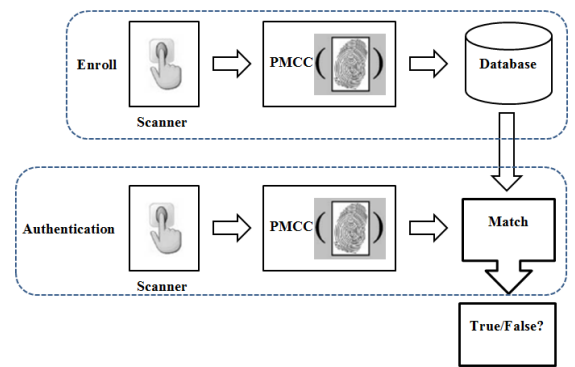 Enroll
PMCC ( )
Database
Scanner
Authentication
PMCC ( )
Match
Scanner
True/False?